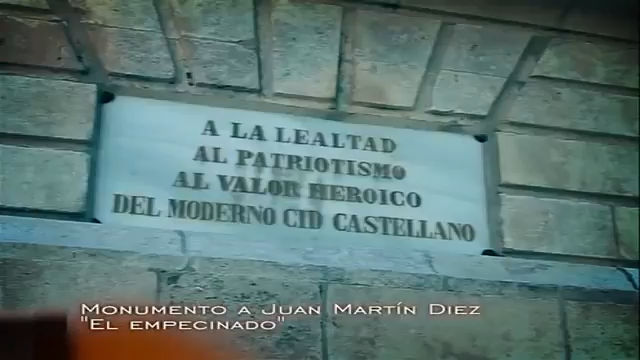 A LA LEALTAD
AL PATRIOTISMO
AL VALOR HEROICO
DEL MODERNO CID CASTELLANO
Monumento a Juan Martín Diez
"El empecinado"